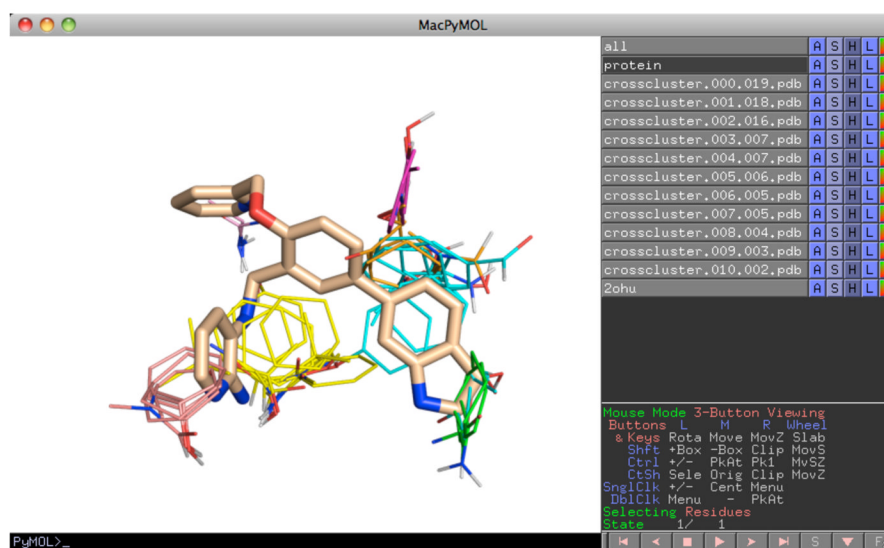 MacPyMOL
all A S H L
protein A S H L
crosscluster.000.019.pdb A S H L
crosscluster.001.018.pdb A S H L
crosscluster.002.016.pdb A S H L
crosscluster.003.007.pdb A S H L
crosscluster.004.007.pdb A S H L
crosscluster.005.006.pdb A S H L
crosscluster.006.005.pdb A S H L
crosscluster.007.005.pdb A S H L
crosscluster.008.004.pdb A S H L
crosscluster.009.003.pdb A S H L
crosscluster.010.002.pdb A S H L
2ohu A S H L
Mouse Mode 3-Button Viewing
Buttons L M R Wheel
& Keys Rota Move MovZ Slab
Shft +Box -Box Clip MovS
Ctrl +/- PkAt Pk1 MvSZ
CtSh Sele Orig Clip MovZ
SnglClk +/- Cent Menu
DblClk Menu - PkAt
Selecting Residues
State 1/ 1
PyMOL>_
S F